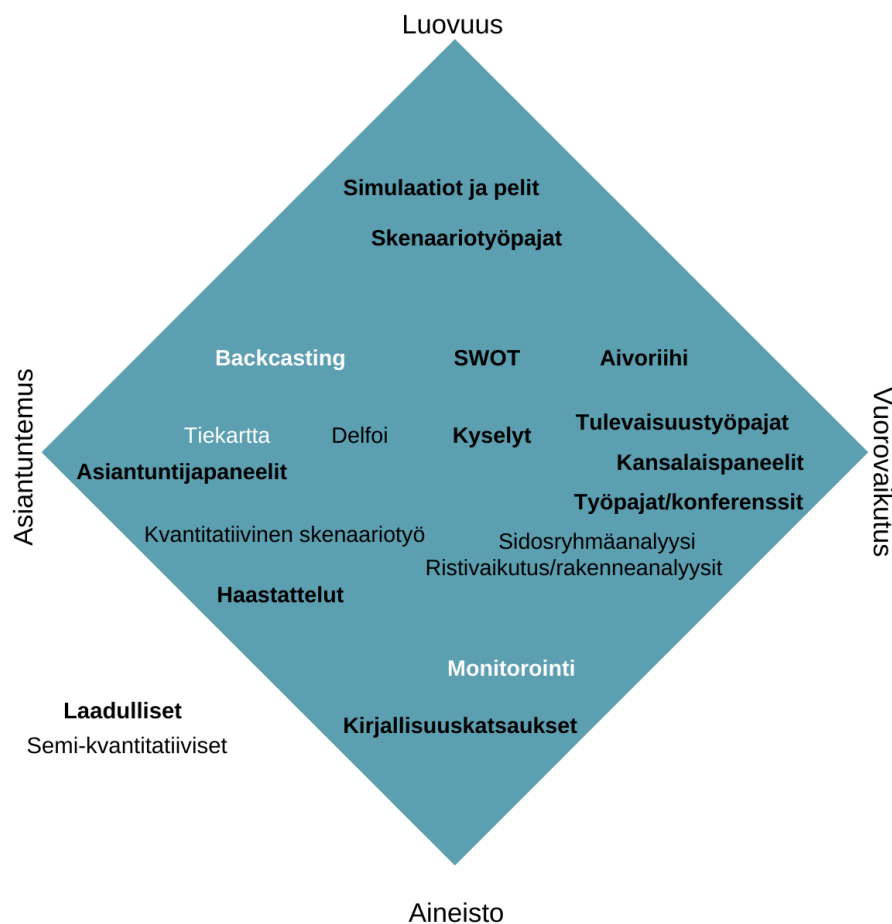 Luovuus
Simulaatiot ja pelit
Skenaariotyöpajat
Backcasting
SWOT
Aivoriihi
Asiantuntemus
Vuorovaikutus
Tulevaisuustyöpajat
Tiekartta
Delfoi
Kyselyt
Kansalaispaneelit
Asiantuntijapaneelit
Työpajat/konferenssit
Kvantitatiivinen skenaariotyö
Sidosryhmäanalyysi
Ristivaikutus/rakenneanalyysit
Haastattelut
Monitorointi
Laadulliset
Kirjallisuuskatsaukset
Semi-kvantitatiiviset
Aineisto